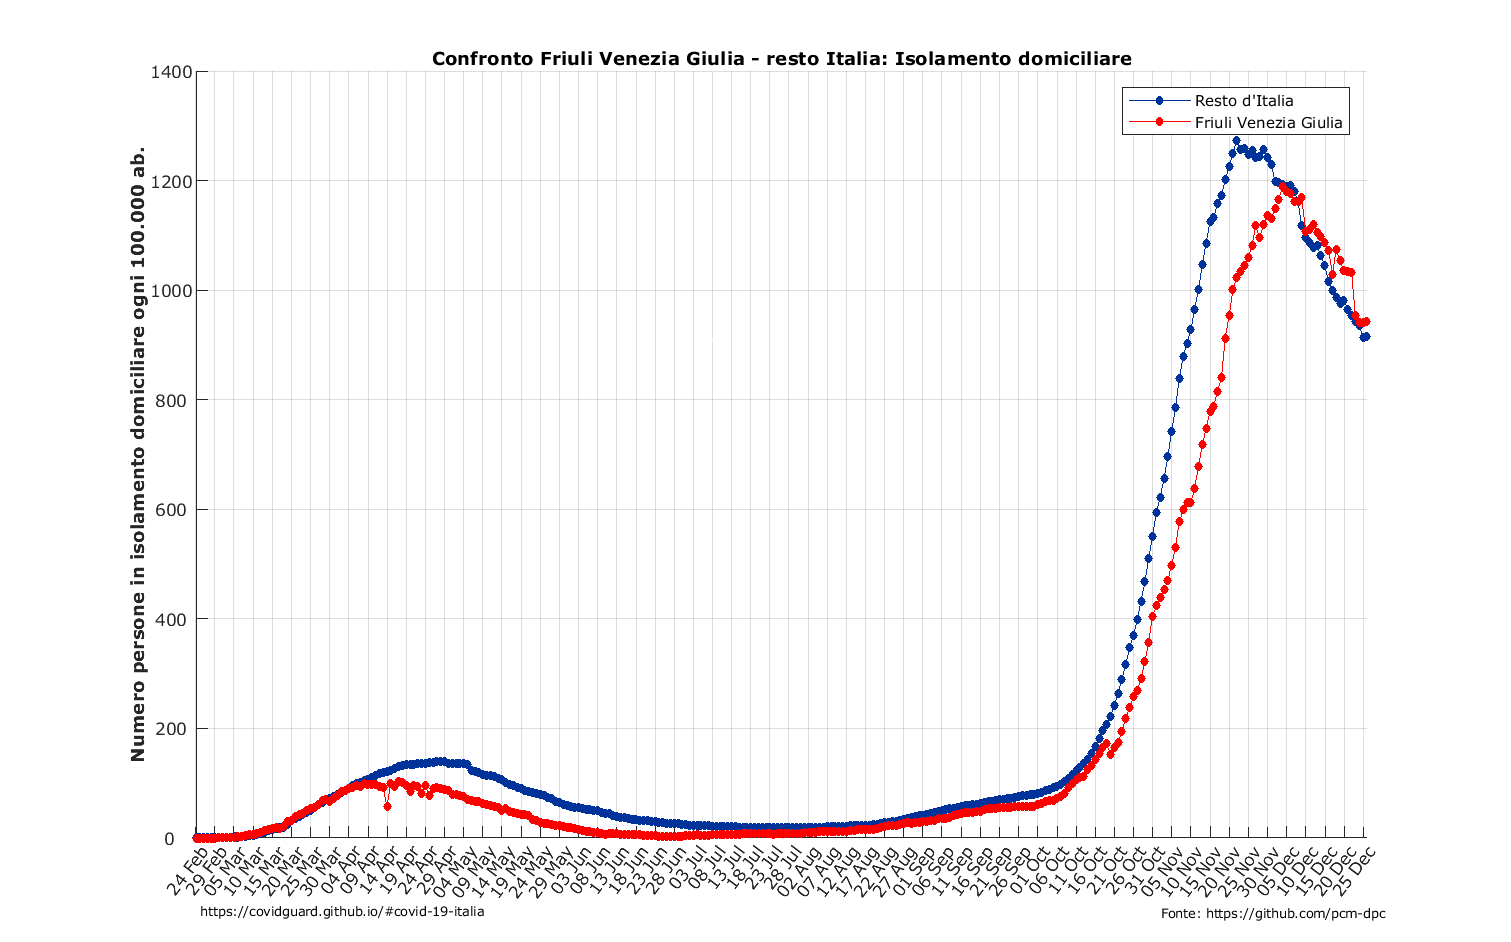 Confronto Friuli Venezia Giulia - resto Italia: Isolamento domiciliare
Resto d'Italia
Friuli Venezia Giulia
Numero persone in isolamento domiciliare ogni 100.000 ab.
1400
1200
1000
800
600
400
200
0
24 Feb
29 Feb
05 Mar
10 Mar
15 Mar
20 Mar
25 Mar
30 Mar
04 Apr
09 Apr
14 Apr
19 Apr
24 Apr
29 Apr
04 May
09 May
14 May
19 May
24 May
29 May
03 Jun
08 Jun
13 Jun
18 Jun
23 Jun
28 Jun
03 Jul
08 Jul
13 Jul
18 Jul
23 Jul
28 Jul
02 Aug
07 Aug
12 Aug
17 Aug
22 Aug
27 Aug
01 Sep
06 Sep
11 Sep
16 Sep
21 Sep
26 Sep
01 Oct
06 Oct
11 Oct
16 Oct
21 Oct
26 Oct
31 Oct
05 Nov
10 Nov
15 Nov
20 Nov
25 Nov
30 Nov
05 Dec
10 Dec
15 Dec
20 Dec
25 Dec
https://covidguard.github.io/#covid-19-italia
Fonte: https://github.com/pcm-dpc